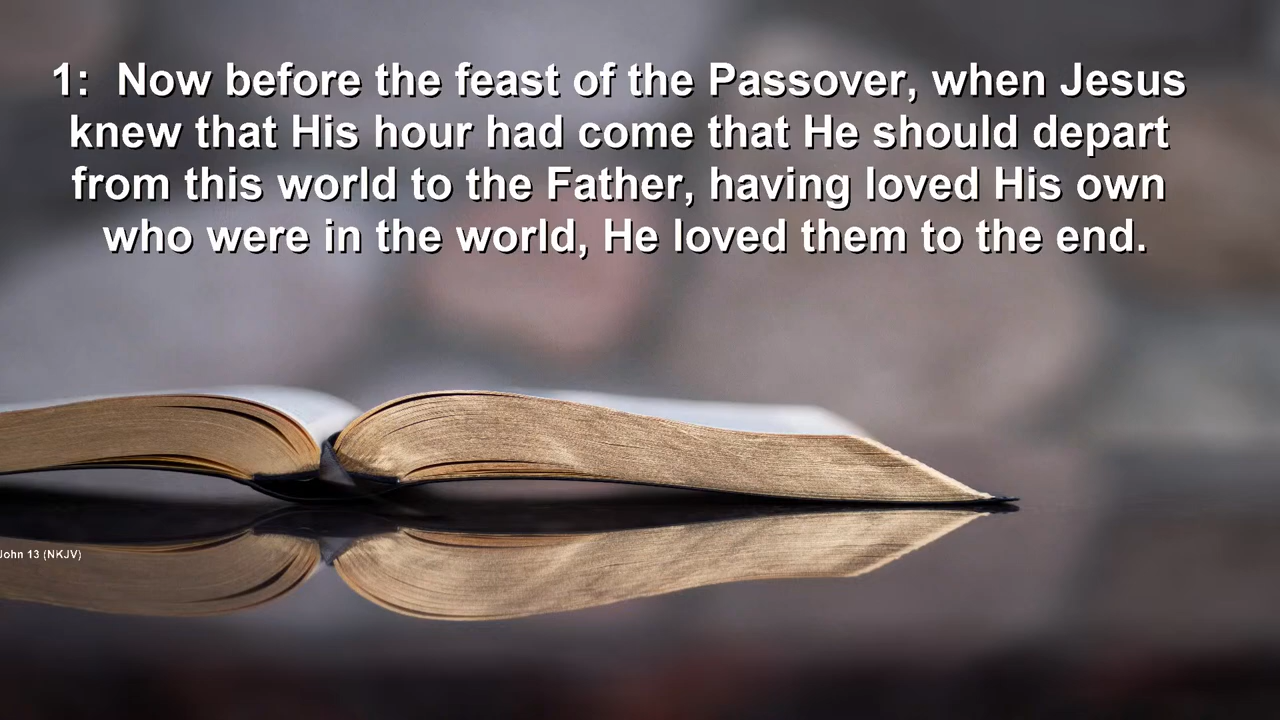 1:  Now before the feast of the Passover, when Jesus
knew that His hour had come that He should depart
from this world to the Father, having loved His own
who were in the world, He loved them to the end.
John 13 (NKJV)